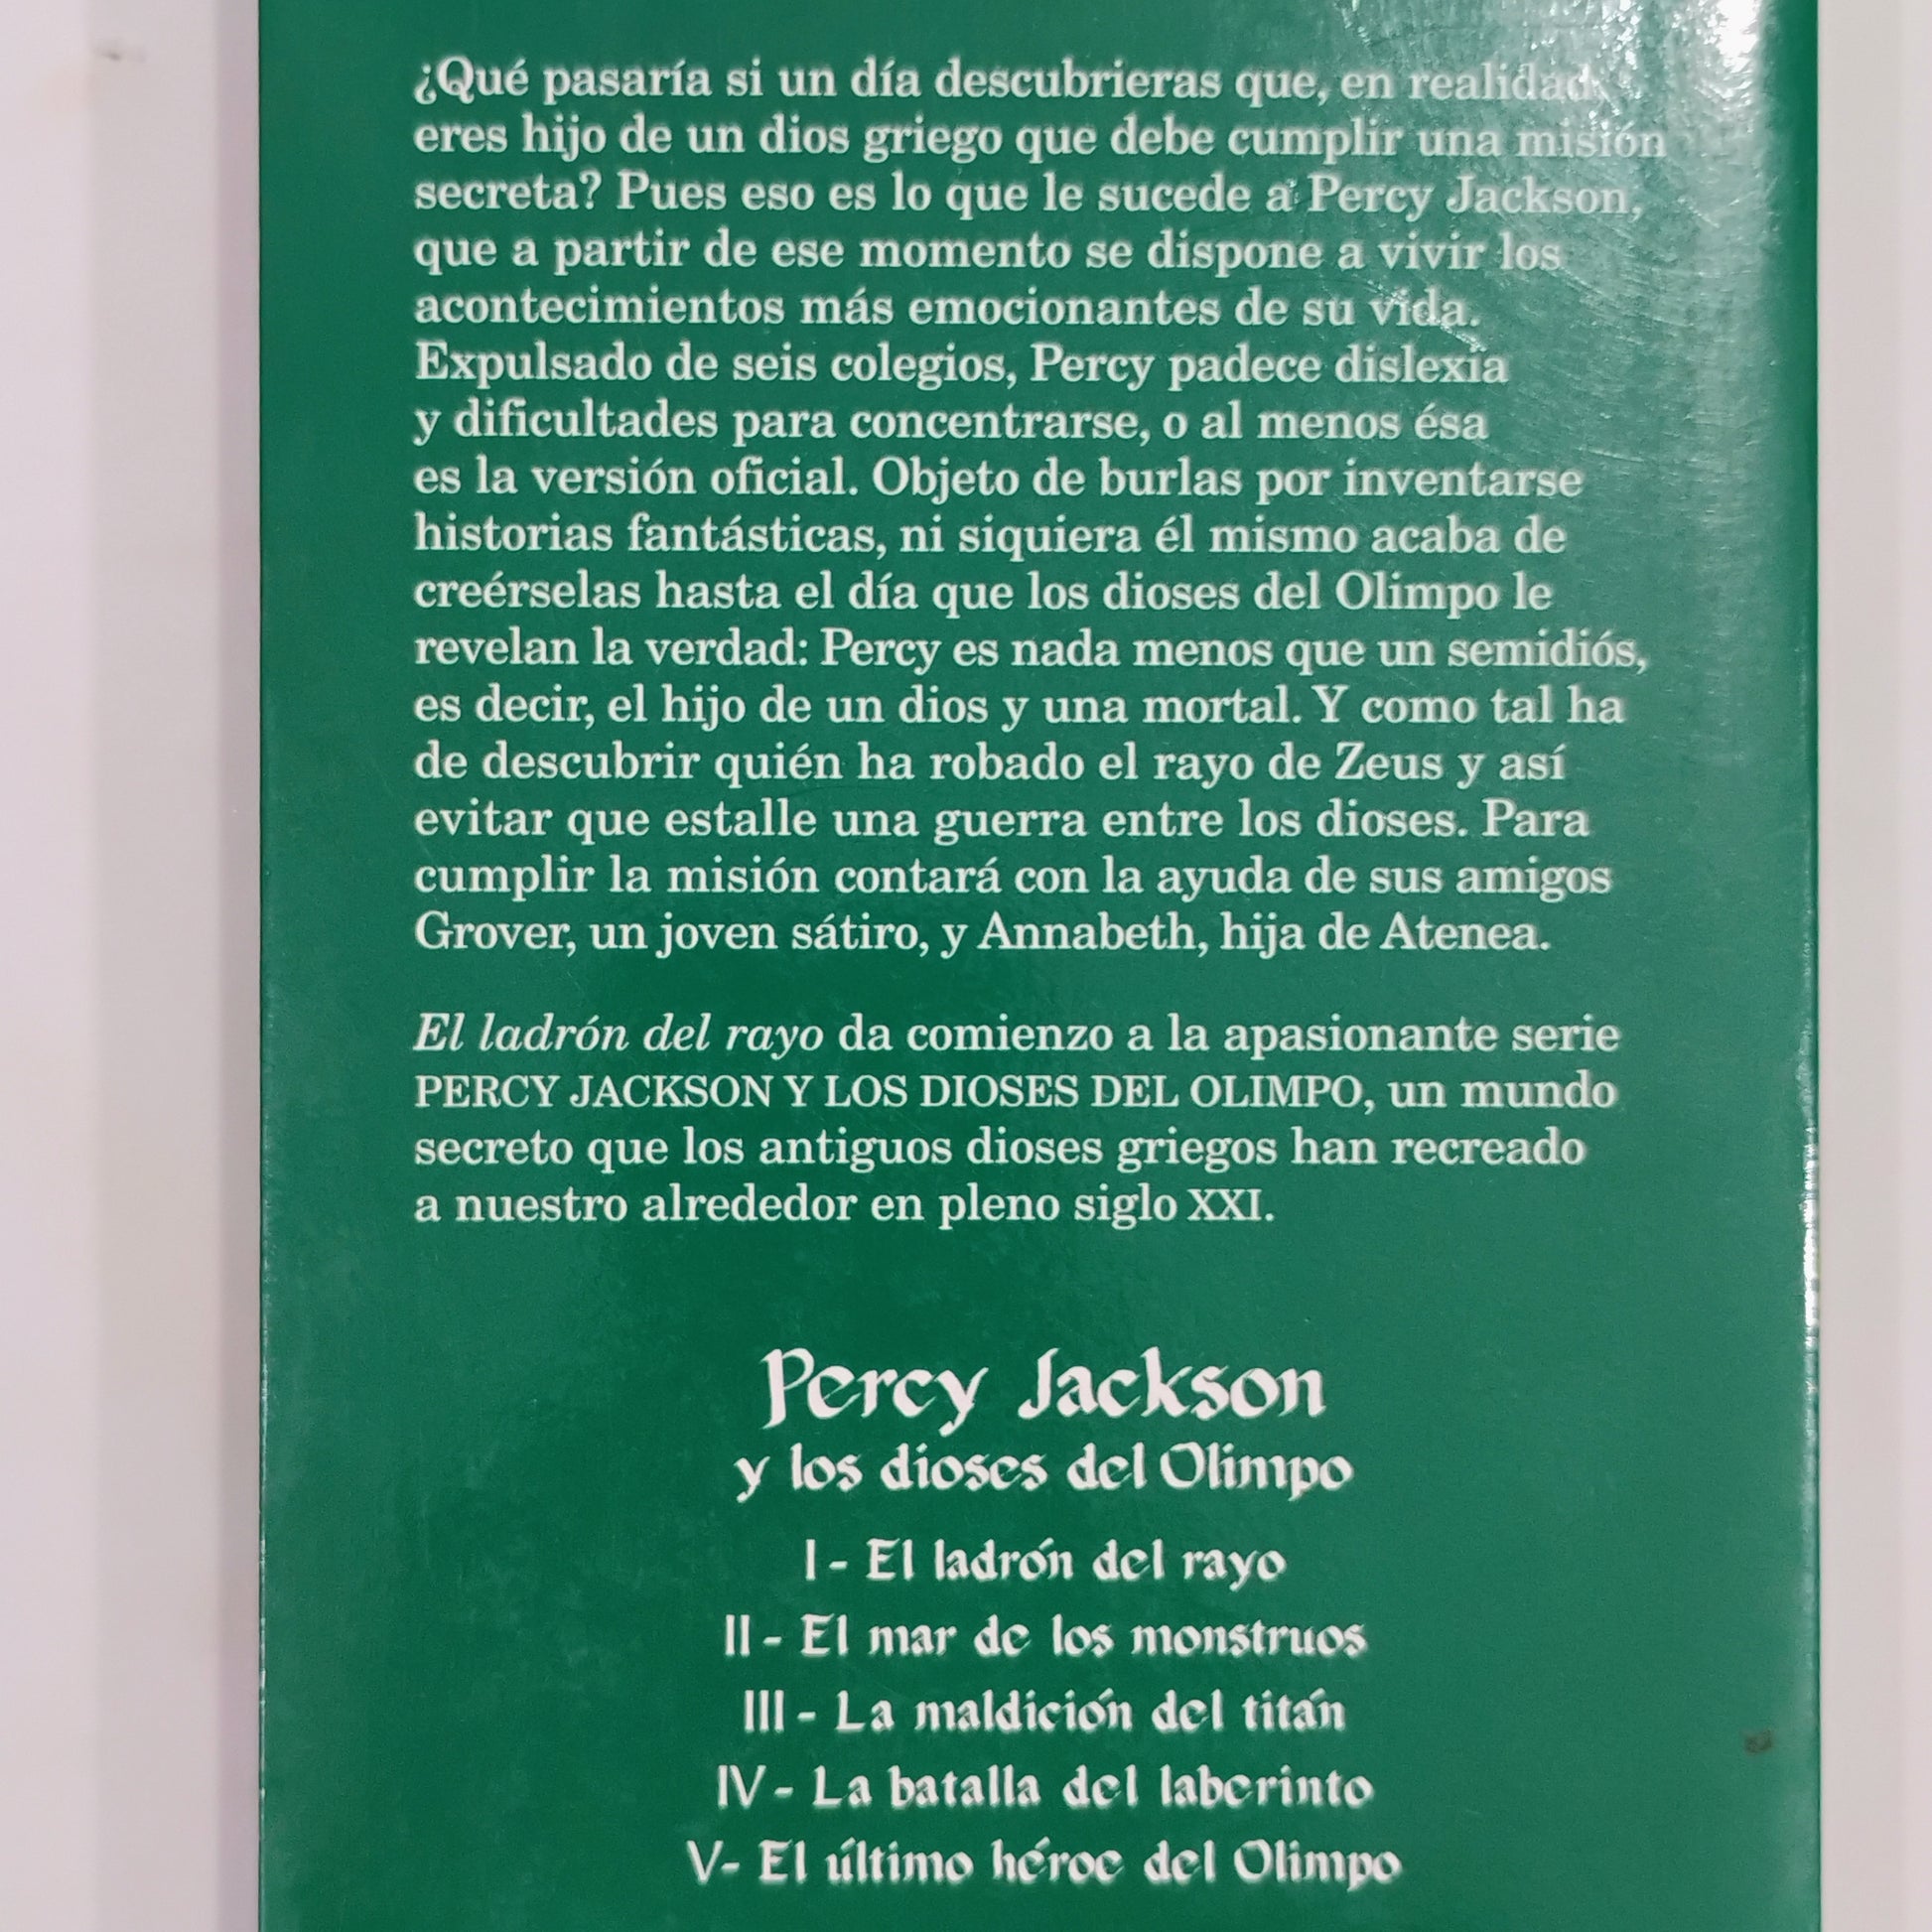 ¿Qué pasaría si un día descubrieras que, en realidad,
eres hijo de un dios griego que debe cumplir una misión
secreta? Pues eso es lo que le sucede a Percy Jackson,
que a partir de ese momento se dispone a vivir los
acontecimientos más emocionantes de su vida.
Expulsado de seis colegios, Percy padece dislexia
y dificultades para concentrarse, o al menos ésa
es la versión oficial. Objeto de burlas por inventarse
historias fantásticas, ni siquiera él mismo acaba de
creérselas hasta el día que los dioses del Olimpo le
revelan la verdad: Percy es nada menos que un semidiós,
es decir, el hijo de un dios y una mortal. Y como tal ha
de descubrir quién ha robado el rayo de Zeus y así
evitar que estalle una guerra entre los dioses. Para
cumplir la misión contará con la ayuda de sus amigos
Grover, un joven sátiro, y Annabeth, hija de Atenea.
El ladrón del rayo da comienzo a la apasionante serie
PERCY JACKSON Y LOS DIOSES DEL OLIMPO, un mundo
secreto que los antiguos dioses griegos han recreado
a nuestro alrededor en pleno siglo XXI.
Percy Jackson
y los dioses del Olimpo
I - El ladrón del rayo
II - El mar de los monstruos
III - La maldición del titán
IV - La batalla del laberinto
V- El último héroe del Olimpo